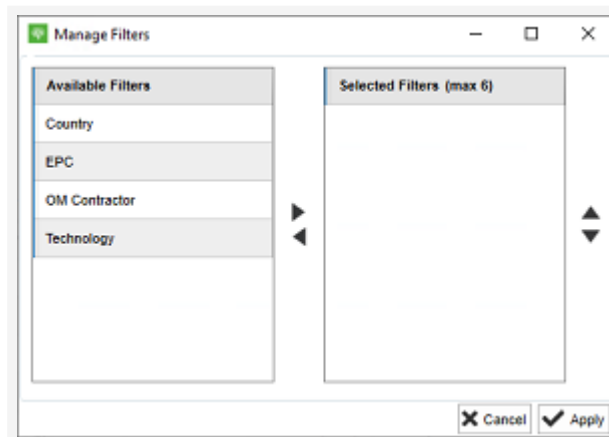 Manage Filters
Available Filters
Selected Filters (max 6)
Country
EPC
OM Contractor
Technology
Cancel
Apply